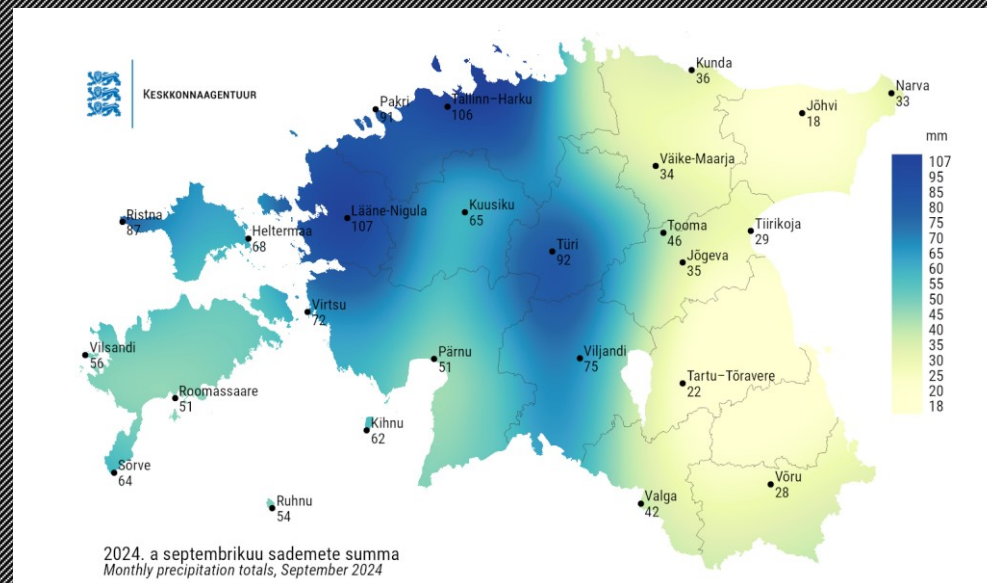 KESKKONNAAGENTUUR
Kunda
36
Narva
33
Jõhvi
18
Pakri
91
Tallinn–Harku
106
Väike-Maarja
34
Ristna
87
Heltermaa
68
Lääne-Nigula
107
Kuusiku
65
Türi
92
Tooma
46
Tiirikoja
29
Jõgeva
35
Virtsu
72
Vilsandi
56
Roomassaare
51
Pärnu
51
Viljandi
75
Tartu–Tõravere
22
Kihnu
62
Sõrve
64
Ruhnu
54
Valga
42
Võru
28
mm
107
95
85
80
75
70
65
60
55
50
45
40
35
30
25
20
18
2024. a septembrikuu sademete summa
Monthly precipitation totals, September 2024